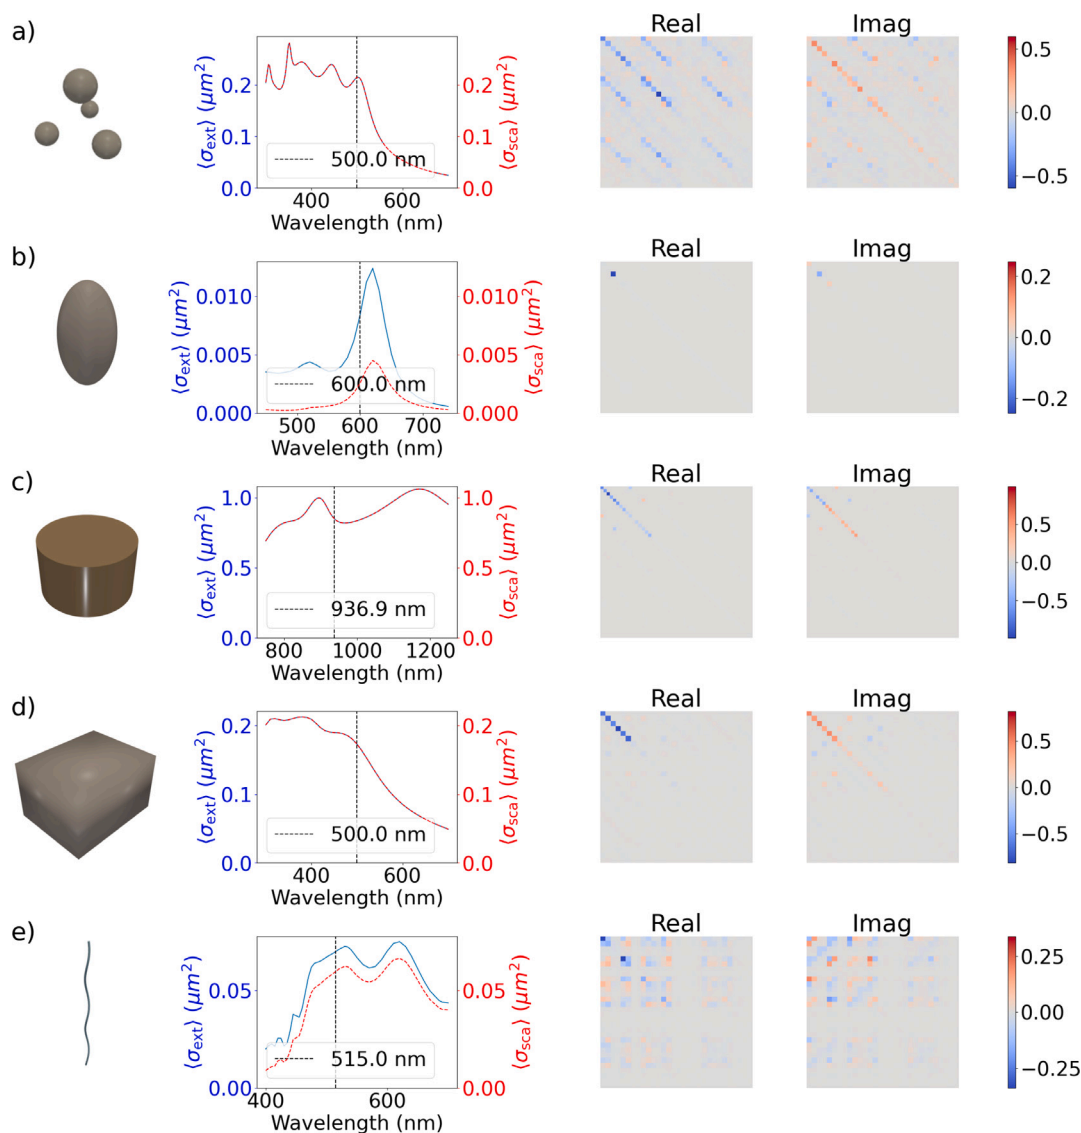 a)
Real
Imag
⟨σext⟩ (μm²)
0.2
0.1
0.0
500.0 nm
400
600
Wavelength (nm)
0.2
0.1
0.0
⟨σsca⟩ (μm²)
0.5
0.0
−0.5
b)
Real
Imag
⟨σext⟩ (μm²)
0.010
0.005
0.000
600.0 nm
500
600
700
Wavelength (nm)
0.010
0.005
0.000
⟨σsca⟩ (μm²)
0.2
0.0
−0.2
c)
Real
Imag
⟨σext⟩ (μm²)
1.0
0.5
0.0
936.9 nm
800
1000
1200
Wavelength (nm)
1.0
0.5
0.0
⟨σsca⟩ (μm²)
0.5
0.0
−0.5
d)
Real
Imag
⟨σext⟩ (μm²)
0.2
0.1
0.0
500.0 nm
400
600
Wavelength (nm)
0.2
0.1
0.0
⟨σsca⟩ (μm²)
0.5
0.0
−0.5
e)
Real
Imag
⟨σext⟩ (μm²)
0.05
0.00
515.0 nm
400
600
Wavelength (nm)
0.05
0.00
⟨σsca⟩ (μm²)
0.25
0.00
−0.25